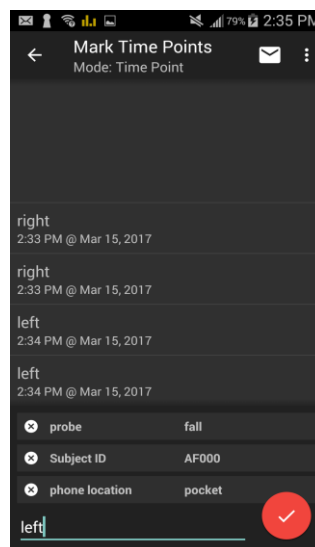 79% 2:35 PM
Mark Time Points
Mode: Time Point
right
2:33 PM @ Mar 15, 2017
right
2:33 PM @ Mar 15, 2017
left
2:34 PM @ Mar 15, 2017
left
2:34 PM @ Mar 15, 2017
probe fall
Subject ID AF000
phone location pocket
left